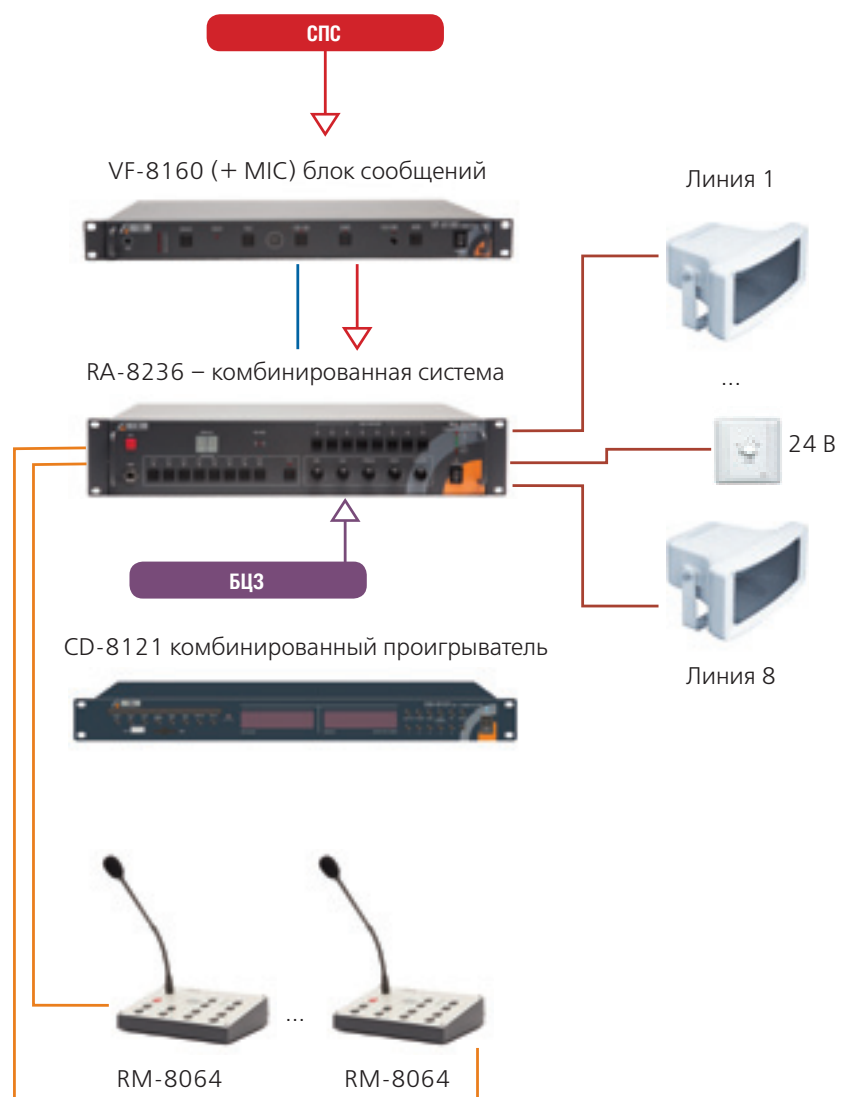 СПС
VF-8160 (+ MIC) блок сообщений
Линия 1
RA-8236 – комбинированная система
...
24 В
БЦЗ
CD-8121 комбинированный проигрыватель
Линия 8
...
RM-8064
RM-8064